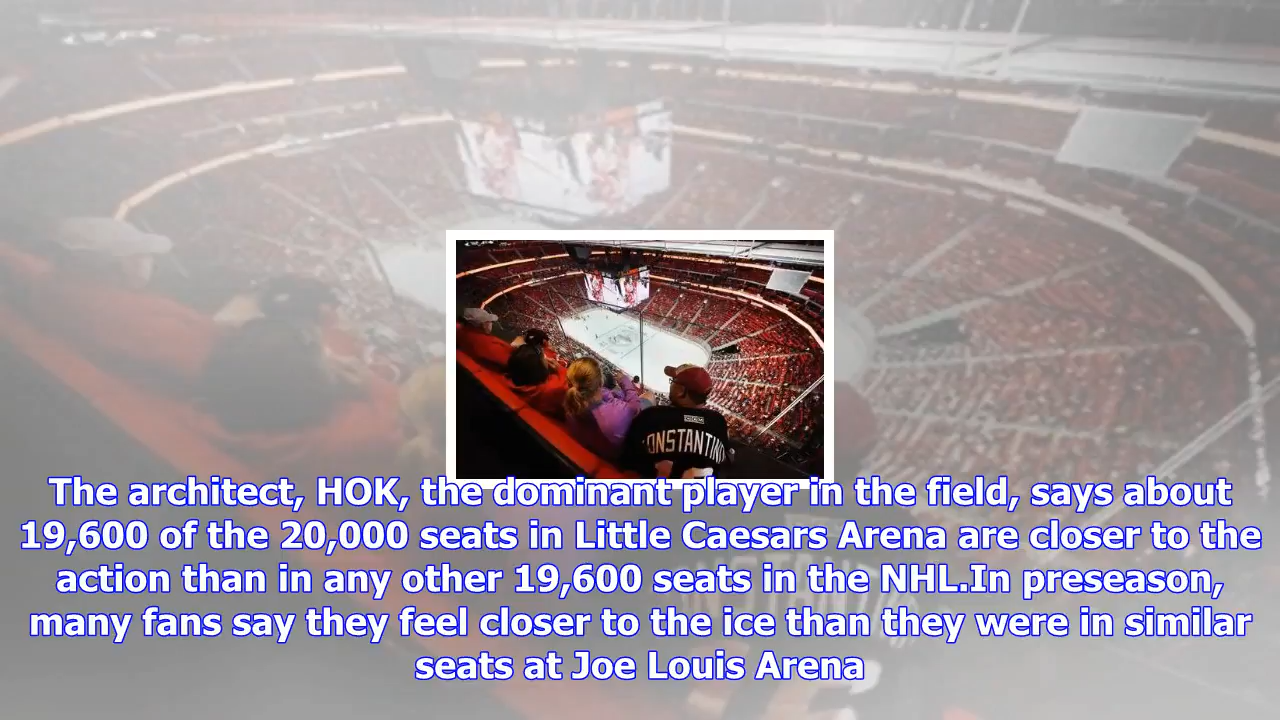 ONSTANTIN
The architect, HOK, the dominant player in the field, says about
19,600 of the 20,000 seats in Little Caesars Arena are closer to the
action than in any other 19,600 seats in the NHL.In preseason,
many fans say they feel closer to the ice than they were in similar
seats at Joe Louis Arena